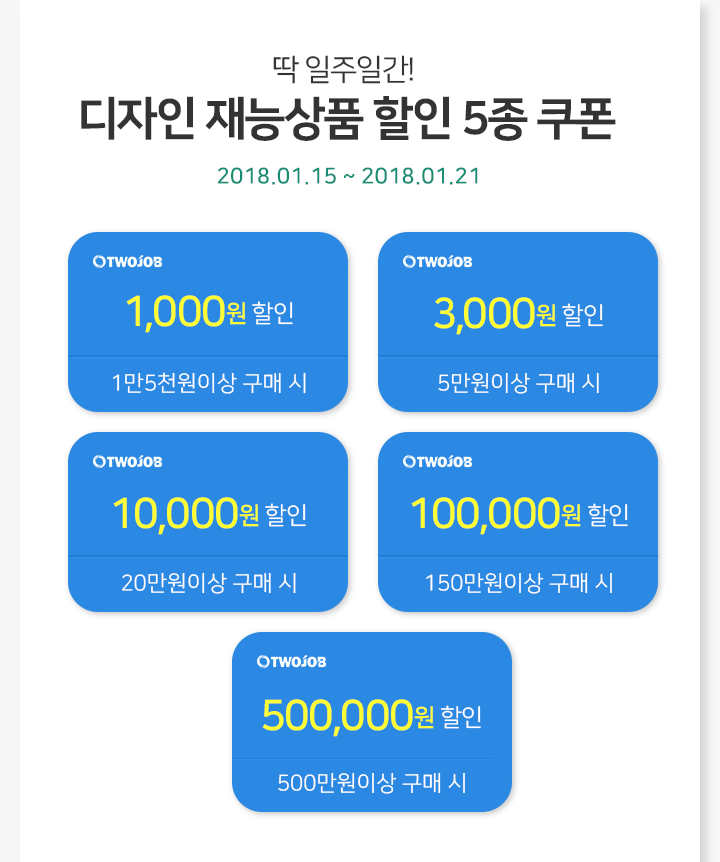 딱 일주일간!
디자인 재능상품 할인 5종 쿠폰
2018.01.15 ~ 2018.01.21
OTWOJOB
1,000원 할인
1만5천원이상 구매 시
OTWOJOB
3,000원 할인
5만원이상 구매 시
OTWOJOB
10,000원 할인
20만원이상 구매 시
OTWOJOB
100,000원 할인
150만원이상 구매 시
OTWOJOB
500,000원 할인
500만원이상 구매 시